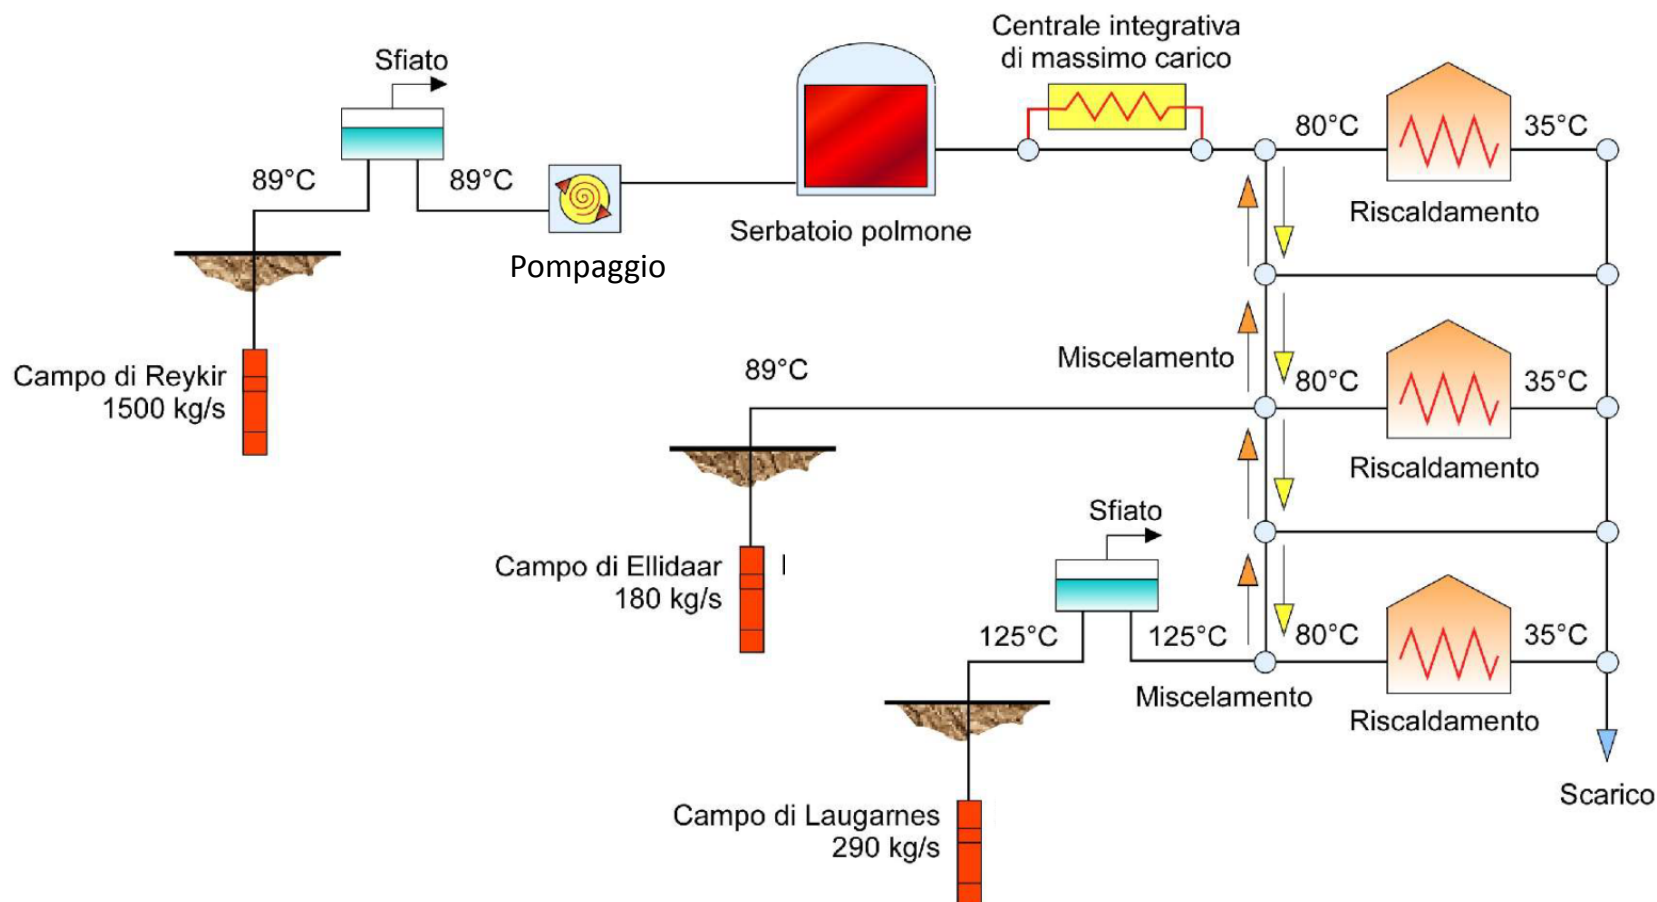 Centrale integrativa
di massimo carico
Sfiato
80°C
35°C
89°C
89°C
Riscaldamento
Serbatoio polmone
Pompaggio
Miscelamento
Campo di Reykir
1500 kg/s
89°C
80°C
35°C
Riscaldamento
Sfiato
Campo di Ellidaar
180 kg/s
125°C
125°C
80°C
35°C
Miscelamento
Riscaldamento
Scarico
Campo di Laugarnes
290 kg/s